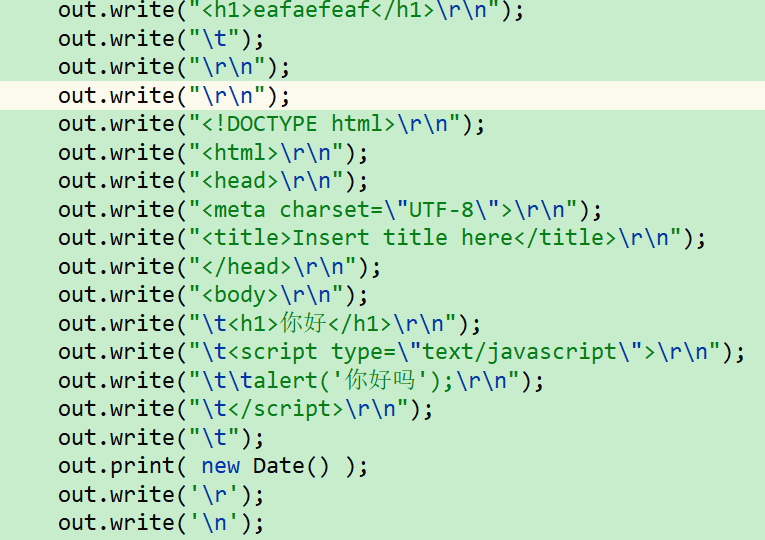 out.write("<h1>eafaefeaf</h1>\r\n");
out.write("\t");
out.write("\r\n");
out.write("\r\n");
out.write("<!DOCTYPE html>\r\n");
out.write("<html>\r\n");
out.write("<head>\r\n");
out.write("<meta charset=\"UTF-8\">\r\n");
out.write("<title>Insert title here</title>\r\n");
out.write("</head>\r\n");
out.write("<body>\r\n");
out.write("\t<h1>你好</h1>\r\n");
out.write("\t<script type=\"text/javascript\">\r\n");
out.write("\t\talert('你好吗');\r\n");
out.write("\t</script>\r\n");
out.write("\t");
out.print( new Date() );
out.write('\r');
out.write('\n');